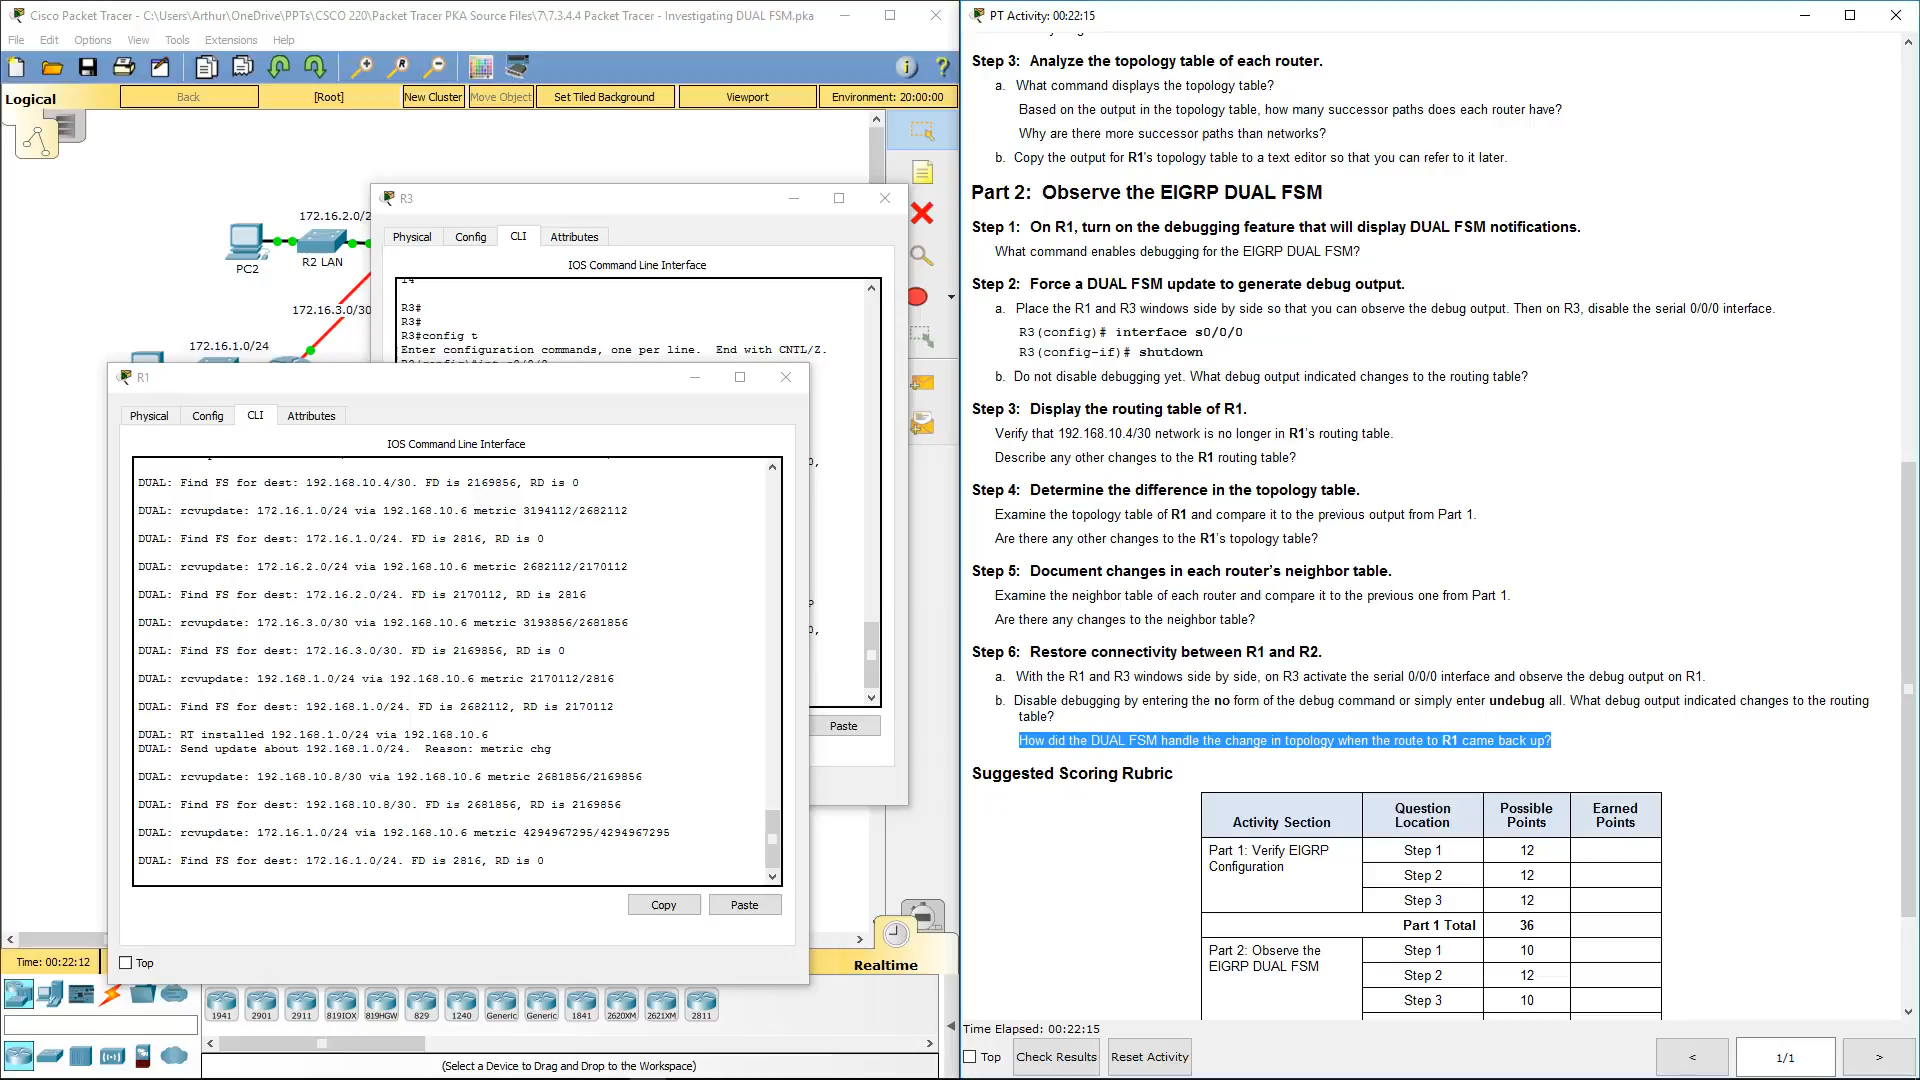 Cisco Packet Tracer - C:\Users\Arthur\OneDrive\PPTs\CSCO 220\Packet Tracer PKA Source Files\7\7.3.4.4 Packet Tracer - Investigating DUAL FSM.pka
File Edit Options View Tools Extensions Help
Logical
Back
[Root]
New Cluster
Move Object
Set Tiled Background
Viewport
Environment: 20:00:00
172.16.2.0/2
PC2
R2 LAN
172.16.3.0/30
172.16.1.0/24
R3
Physical Config CLI Attributes
IOS Command Line Interface
R3#
R3#
R3#config t
Enter configuration commands, one per line. End with CNTL/Z.
Paste
R1
Physical Config CLI Attributes
IOS Command Line Interface
DUAL: Find FS for dest: 192.168.10.4/30. FD is 2169856, RD is 0
DUAL: rcvupdate: 172.16.1.0/24 via 192.168.10.6 metric 3194112/2682112
DUAL: Find FS for dest: 172.16.1.0/24. FD is 2816, RD is 0
DUAL: rcvupdate: 172.16.2.0/24 via 192.168.10.6 metric 2682112/2170112
DUAL: Find FS for dest: 172.16.2.0/24. FD is 2170112, RD is 2816
DUAL: rcvupdate: 172.16.3.0/30 via 192.168.10.6 metric 3193856/2681856
DUAL: Find FS for dest: 172.16.3.0/30. FD is 2169856, RD is 0
DUAL: rcvupdate: 192.168.1.0/24 via 192.168.10.6 metric 2170112/2816
DUAL: Find FS for dest: 192.168.1.0/24. FD is 2682112, RD is 2170112
DUAL: RT installed 192.168.1.0/24 via 192.168.10.6
DUAL: Send update about 192.168.1.0/24. Reason: metric chg
DUAL: rcvupdate: 192.168.10.8/30 via 192.168.10.6 metric 2681856/2169856
DUAL: Find FS for dest: 192.168.10.8/30. FD is 2681856, RD is 2169856
DUAL: rcvupdate: 172.16.1.0/24 via 192.168.10.6 metric 4294967295/4294967295
DUAL: Find FS for dest: 172.16.1.0/24. FD is 2816, RD is 0
Copy
Paste
Top
Time: 00:22:12
Realtime
1941 2901 2911 819IOX 819HGW 829 1240 Generic Generic 1841 2620XM 2621XM 2811
(Select a Device to Drag and Drop to the Workspace)
PT Activity: 00:22:15
Step 3: Analyze the topology table of each router.
a. What command displays the topology table?
Based on the output in the topology table, how many successor paths does each router have?
Why are there more successor paths than networks?
b. Copy the output for R1's topology table to a text editor so that you can refer to it later.
Part 2: Observe the EIGRP DUAL FSM
Step 1: On R1, turn on the debugging feature that will display DUAL FSM notifications.
What command enables debugging for the EIGRP DUAL FSM?
Step 2: Force a DUAL FSM update to generate debug output.
a. Place the R1 and R3 windows side by side so that you can observe the debug output. Then on R3, disable the serial 0/0/0 interface.
R3(config)# interface s0/0/0
R3(config-if)# shutdown
b. Do not disable debugging yet. What debug output indicated changes to the routing table?
Step 3: Display the routing table of R1.
Verify that 192.168.10.4/30 network is no longer in R1's routing table.
Describe any other changes to the R1 routing table?
Step 4: Determine the difference in the topology table.
Examine the topology table of R1 and compare it to the previous output from Part 1.
Are there any other changes to the R1's topology table?
Step 5: Document changes in each router's neighbor table.
Examine the neighbor table of each router and compare it to the previous one from Part 1.
Are there any changes to the neighbor table?
Step 6: Restore connectivity between R1 and R2.
a. With the R1 and R3 windows side by side, on R3 activate the serial 0/0/0 interface and observe the debug output on R1.
b. Disable debugging by entering the no form of the debug command or simply enter undebug all. What debug output indicated changes to the routing
table?
How did the DUAL FSM handle the change in topology when the route to R1 came back up?
Suggested Scoring Rubric
Activity Section
Question Location
Possible Points
Earned Points
Part 1: Verify EIGRP Configuration
Step 1 12
Step 2 12
Step 3 12
Part 1 Total 36
Part 2: Observe the EIGRP DUAL FSM
Step 1 10
Step 2 12
Step 3 10
Time Elapsed: 00:22:15
Top
Check Results
Reset Activity
<
1/1
>